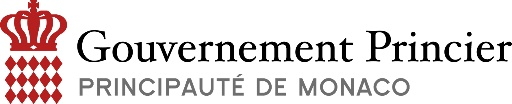 Gouvernement Princier
PRINCIPAUTÉ DE MONACO